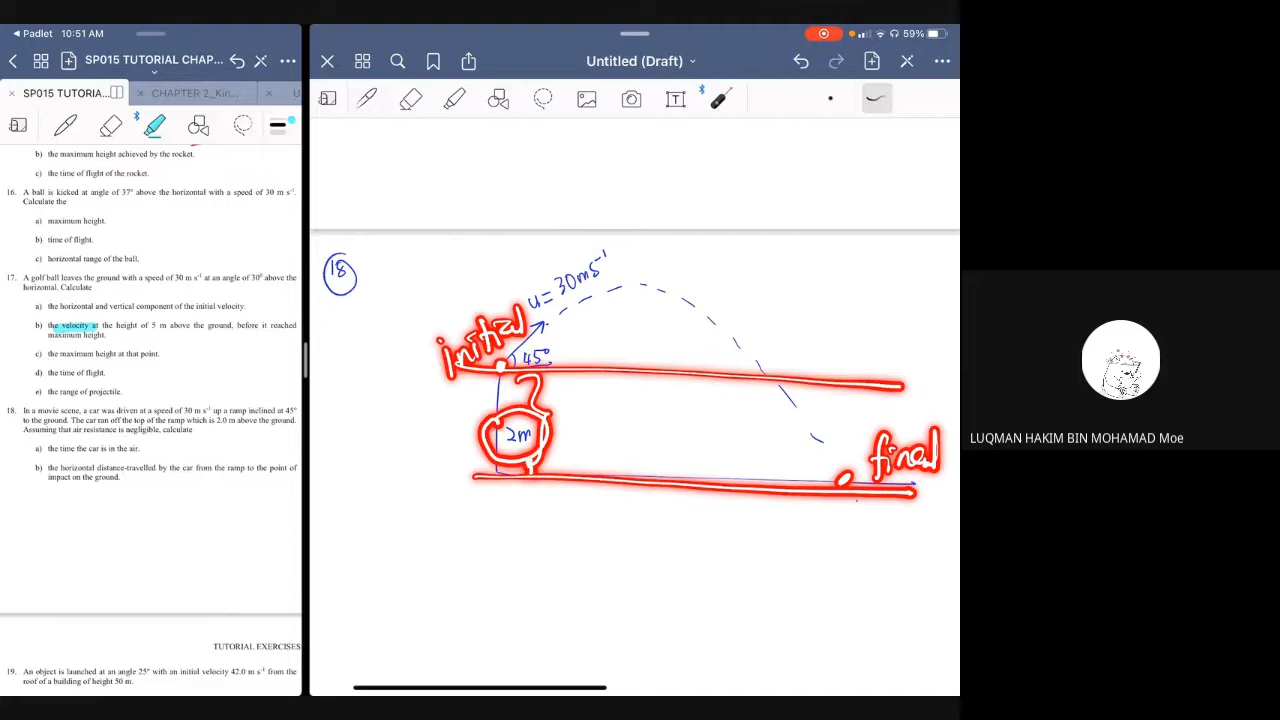 Padlet 10:51 AM
59%
SP015 TUTORIAL CHAP...
Untitled (Draft)
SP015 TUTORIA...
CHAPTER 2_Kin...
U
b) the maximum height achieved by the rocket.
c) the time of flight of the rocket.
16. A ball is kicked at angle of 37° above the horizontal with a speed of 30 m s⁻¹.
Calculate the
a) maximum height.
b) time of flight.
c) horizontal range of the ball.
17. A golf ball leaves the ground with a speed of 30 m s⁻¹ at an angle of 30⁰ above the
horizontal. Calculate
a) the horizontal and vertical component of the initial velocity.
b) the velocity at the height of 5 m above the ground, before it reached
maximum height.
c) the maximum height at that point.
d) the time of flight.
e) the range of projectile.
18. In a movie scene, a car was driven at a speed of 30 m s⁻¹ up a ramp inclined at 45°
to the ground. The car ran off the top of the ramp which is 2.0 m above the ground.
Assuming that air resistance is negligible, calculate
a) the time the car is in the air.
b) the horizontal distance-travelled by the car from the ramp to the point of
impact on the ground.
TUTORIAL EXERCISES
19. An object is launched at an angle 25° with an initial velocity 42.0 m s⁻¹ from the
roof of a building of height 50 m.
18
u = 30ms⁻¹
initial
45°
2m
final
LUQMAN HAKIM BIN MOHAMAD Moe